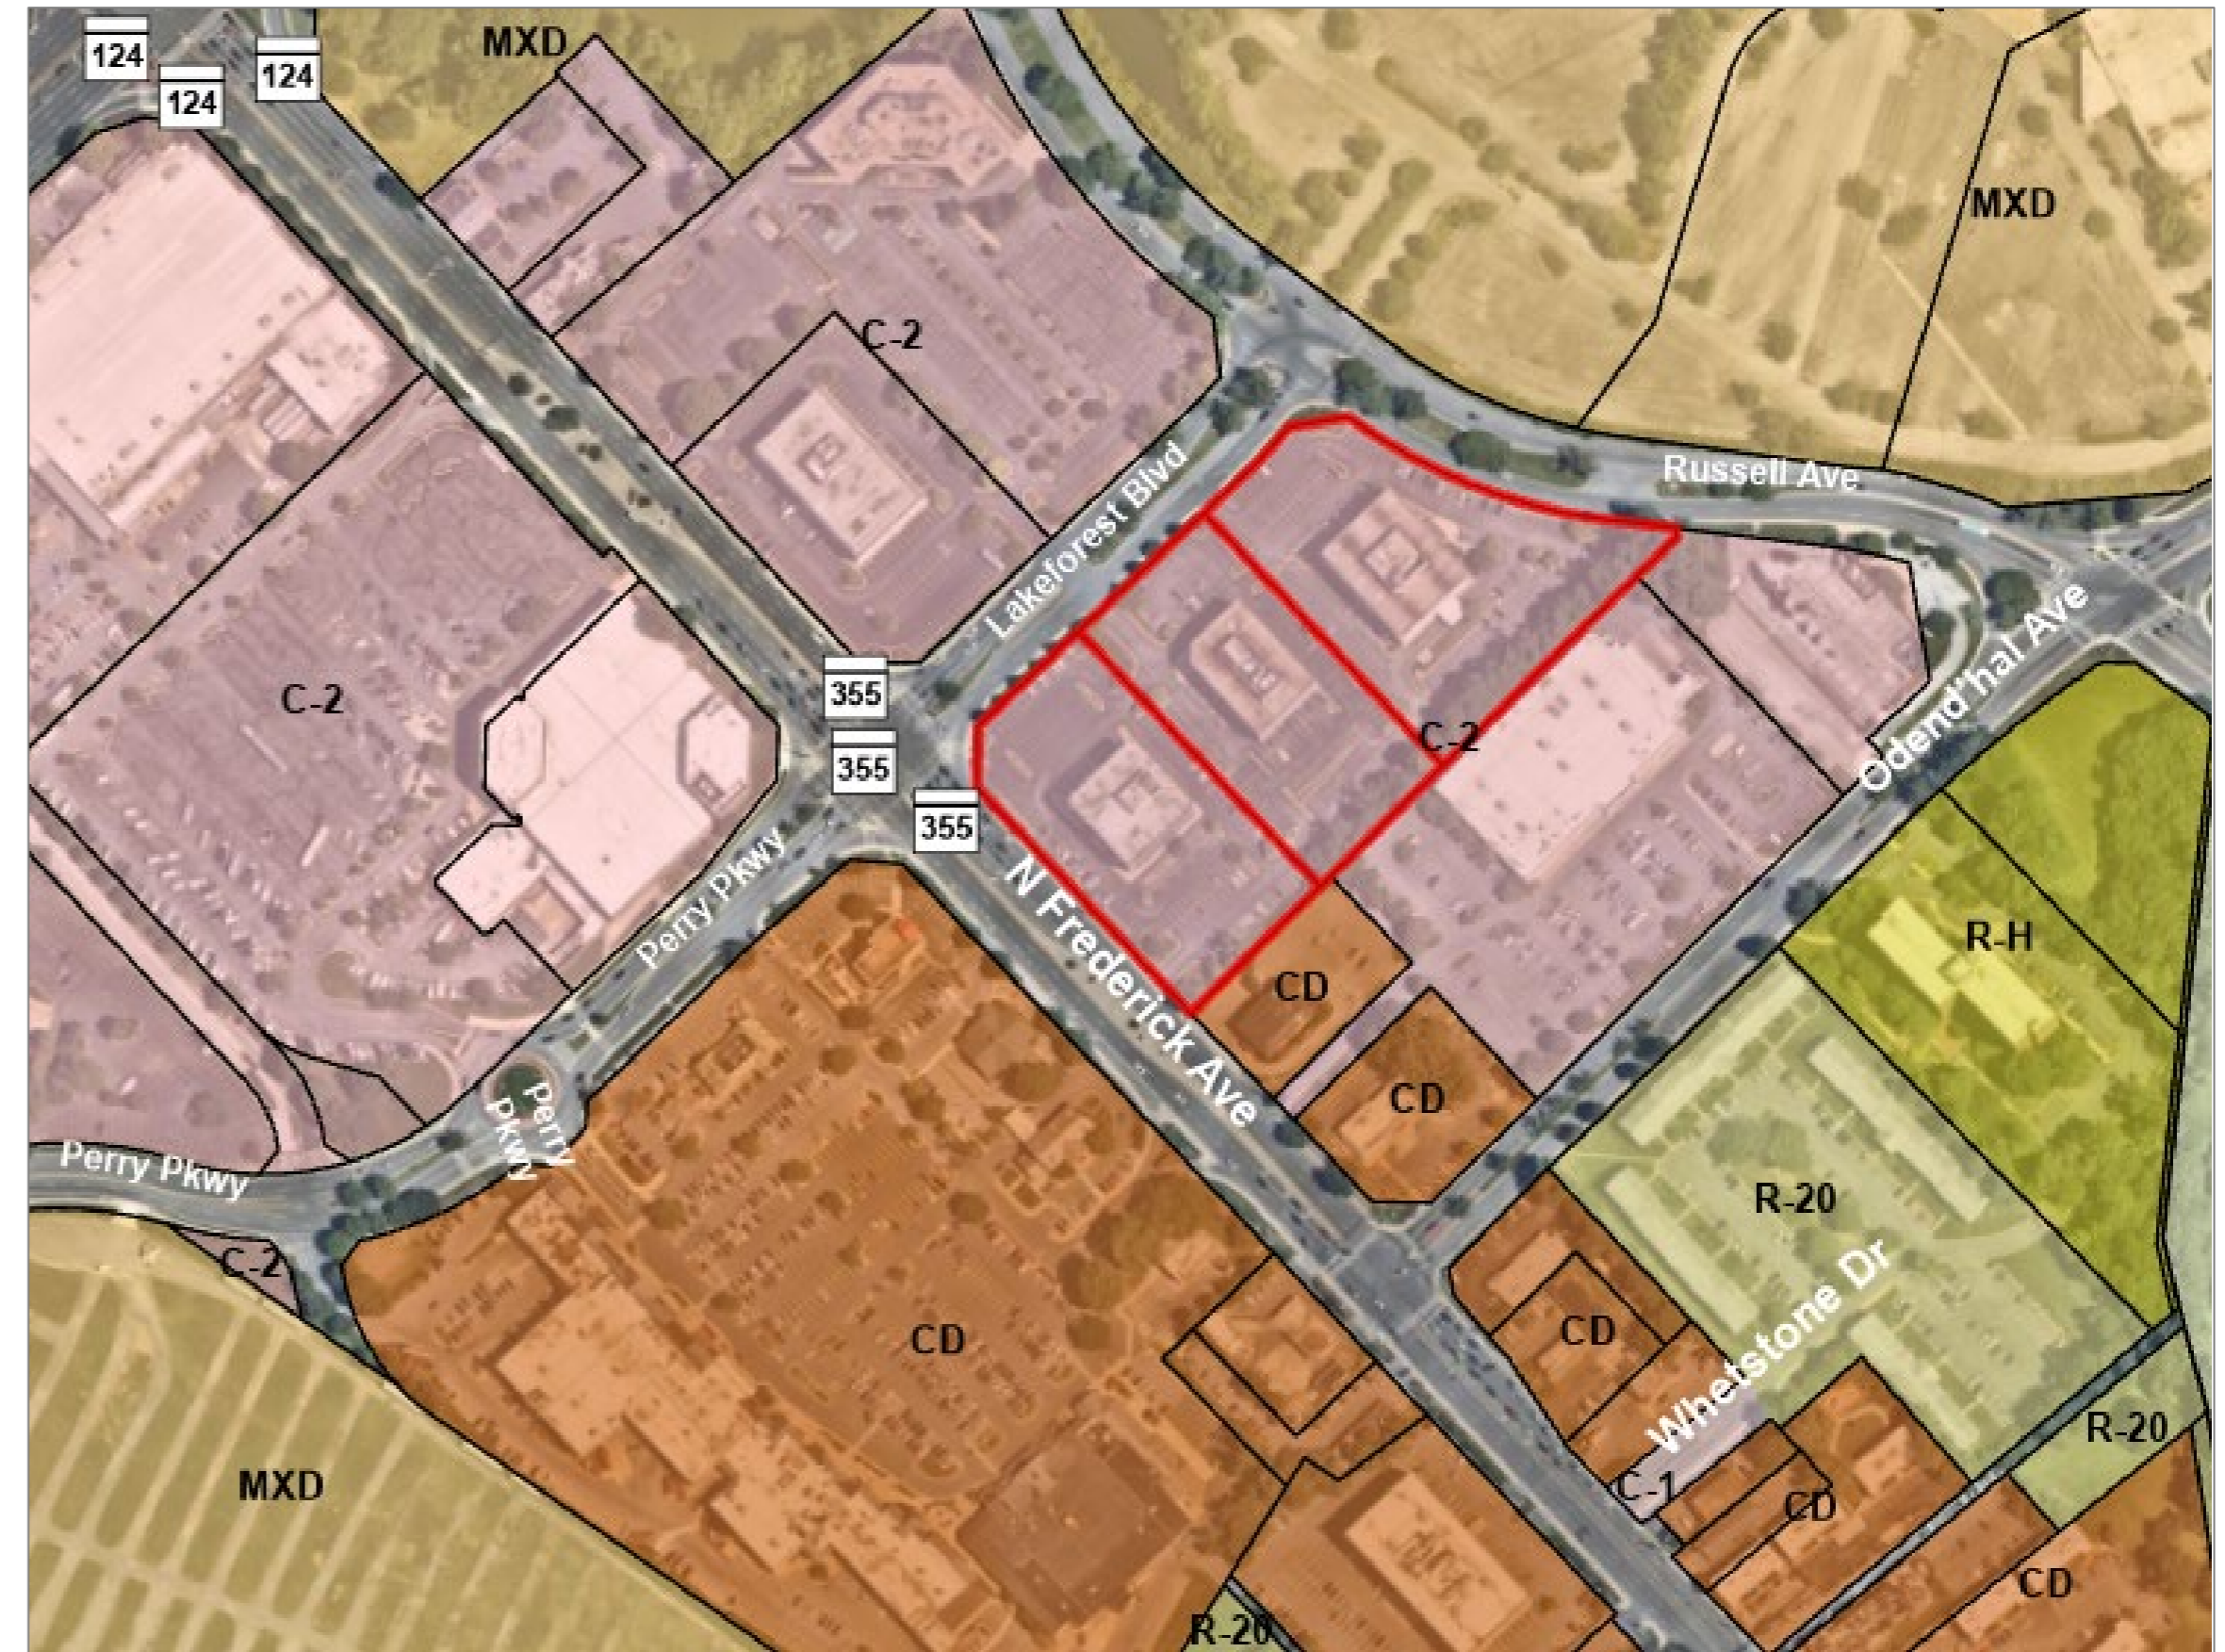 124
124
124
MXD
MXD
C-2
Lakeforest Blvd
Russell Ave
Odend'hal Ave
C-2
355
355
355
C-2
Perry Pkwy
N Frederick Ave
CD
R-H
CD
Perry
Pkwy
Perry Pkwy
C-2
R-20
CD
CD
Whetstone Dr
R-20
MXD
C-1
CD
CD
R-20